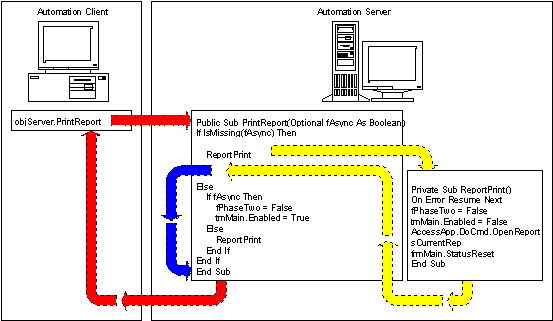 Automation Client
Automation Server
objServer.PrintReport
Public Sub PrintReport(Optional fAsync As Boolean)
If IsMissing(fAsync) Then
ReportPrint
Else
If fAsync Then
fPhaseTwo = False
tmMain.Enabled = True
Else
ReportPrint
End If
End If
End Sub
Private Sub ReportPrint()
On Error Resume Next
fPhaseTwo = False
tmMain.Enabled = False
AccessApp.DoCmd.OpenReport
sCurrentRep
frmMain.StatusReset
End Sub